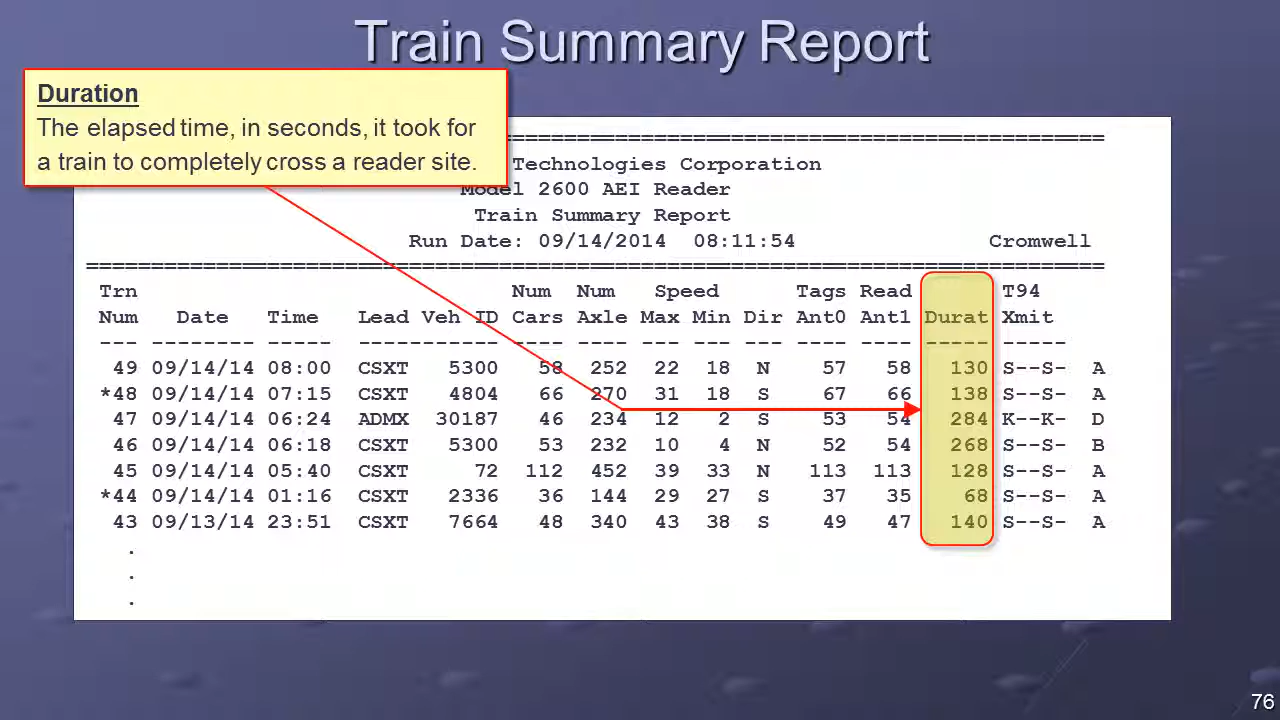 Train Summary Report
Duration
The elapsed time, in seconds, it took for
a train to completely cross a reader site.
================================================
Technologies Corporation
Model 2600 AEI Reader
Train Summary Report
Run Date: 09/14/2014  08:11:54    Cromwell
===============================================================================
Trn    Num  Num  Speed    Tags Read    T94
Num  Date  Time  Lead Veh ID  Cars Axle Max Min Dir Ant0 Ant1 Durat Xmit
--- -------- ----- ----------- ---- ---- --- --- --- ---- ---- ----- -----
49 09/14/14 08:00 CSXT 5300 58 252 22 18 N 57 58 130 S--S- A
*48 09/14/14 07:15 CSXT 4804 66 270 31 18 S 67 66 138 S--S- A
47 09/14/14 06:24 ADMX 30187 46 234 12 2 S 53 54 284 K--K- D
46 09/14/14 06:18 CSXT 5300 53 232 10 4 N 52 54 268 S--S- B
45 09/14/14 05:40 CSXT 72 112 452 39 33 N 113 113 128 S--S- A
*44 09/14/14 01:16 CSXT 2336 36 144 29 27 S 37 35 68 S--S- A
43 09/13/14 23:51 CSXT 7664 48 340 43 38 S 49 47 140 S--S- A
.
.
.
76